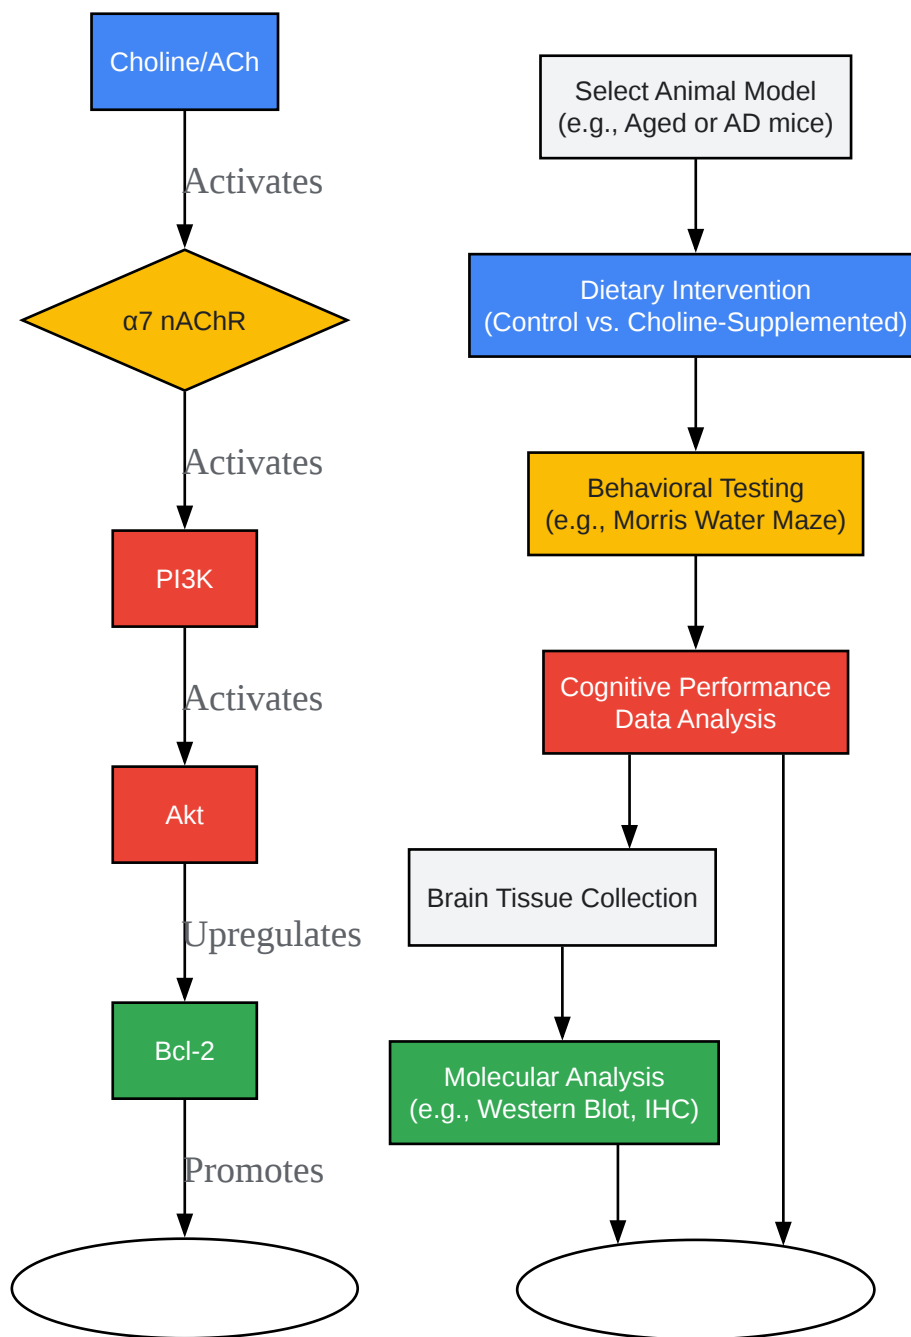 Choline/ACh
Activates
α7 nAChR
Activates
PI3K
Activates
Akt
Upregulates
Bcl-2
Promotes
Select Animal Model
(e.g., Aged or AD mice)
Dietary Intervention
(Control vs. Choline-Supplemented)
Behavioral Testing
(e.g., Morris Water Maze)
Cognitive Performance
Data Analysis
Brain Tissue Collection
Molecular Analysis
(e.g., Western Blot, IHC)